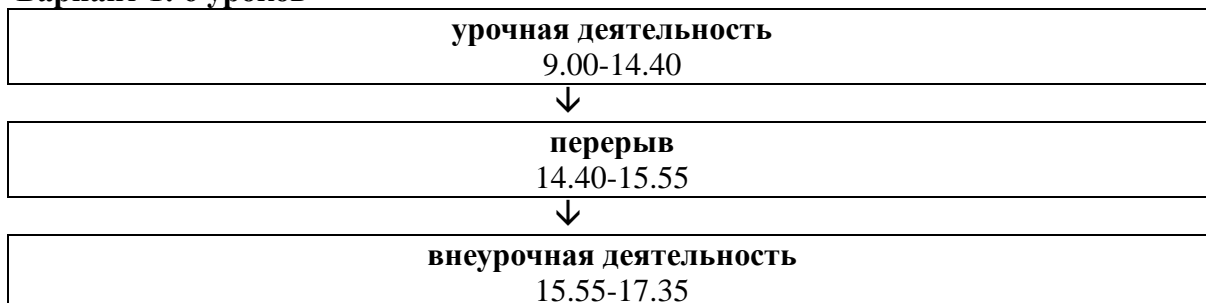 урочная деятельность
9.00-14.40
перерыв
14.40-15.55
внеурочная деятельность
15.55-17.35